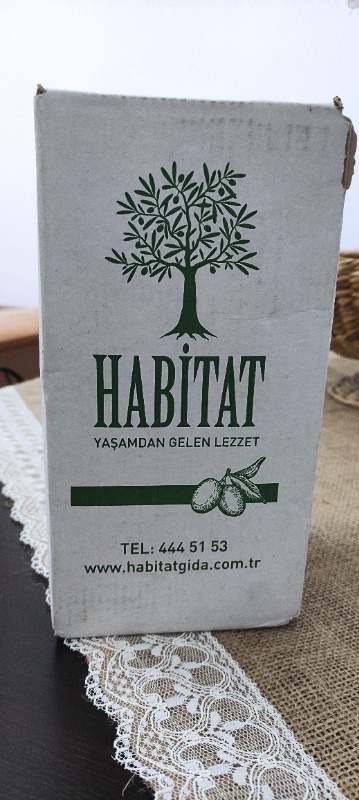 HABİTAT
YAŞAMDAN GELEN LEZZET
TEL: 444 51 53
www.habitatgida.com.tr